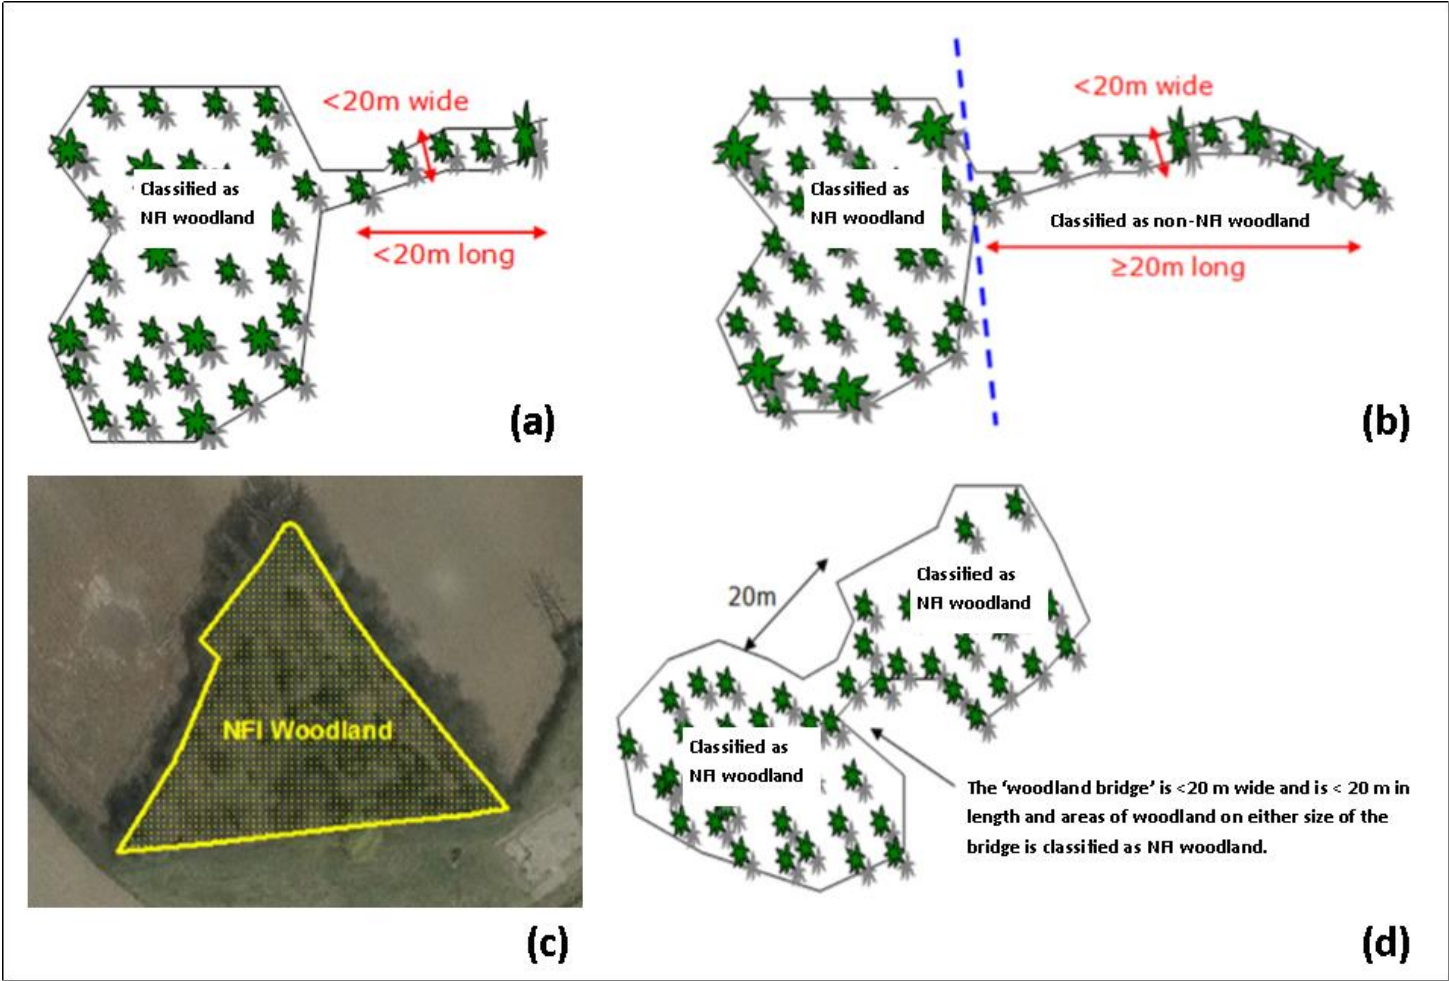 <20m wide
Classified as
NFI woodland
<20m long
(a)
<20m wide
Classified as
NFI woodland
Classified as non-NFI woodland
≥20m long
(b)
NFI Woodland
(c)
20m
Classified as
NFI woodland
Classified as
NFI woodland
The ‘woodland bridge’ is <20 m wide and is < 20 m in
length and areas of woodland on either size of the
bridge is classified as NFI woodland.
(d)